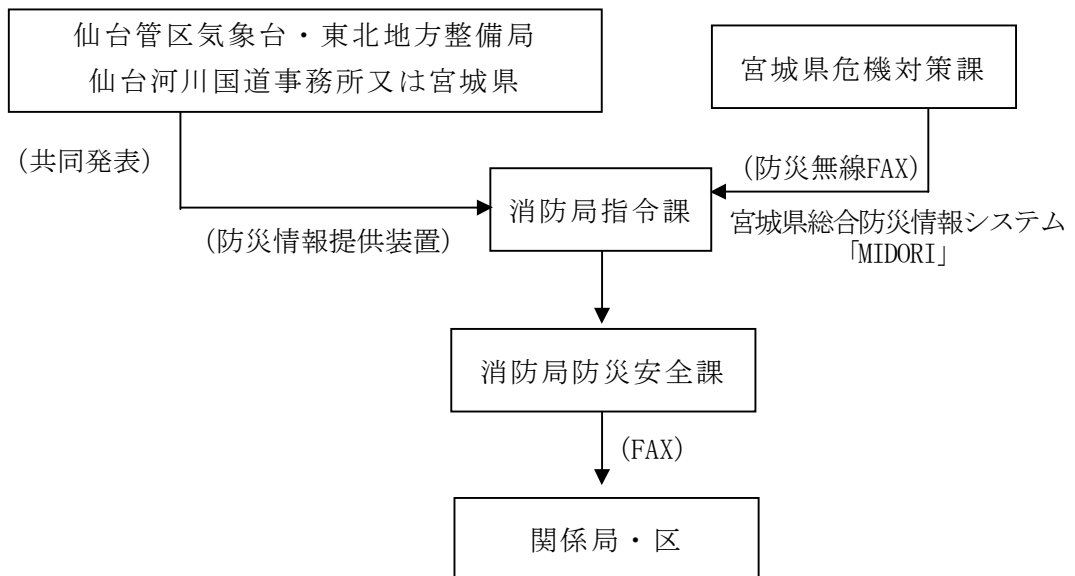 仙台管区気象台・東北地方整備局
仙台河川国道事務所又は宮城県
宮城県危機対策課
(共同発表)
(防災無線FAX)
消防局指令課
(防災情報提供装置)
宮城県総合防災情報システム
「MIDORI」
消防局防災安全課
(FAX)
関係局・区